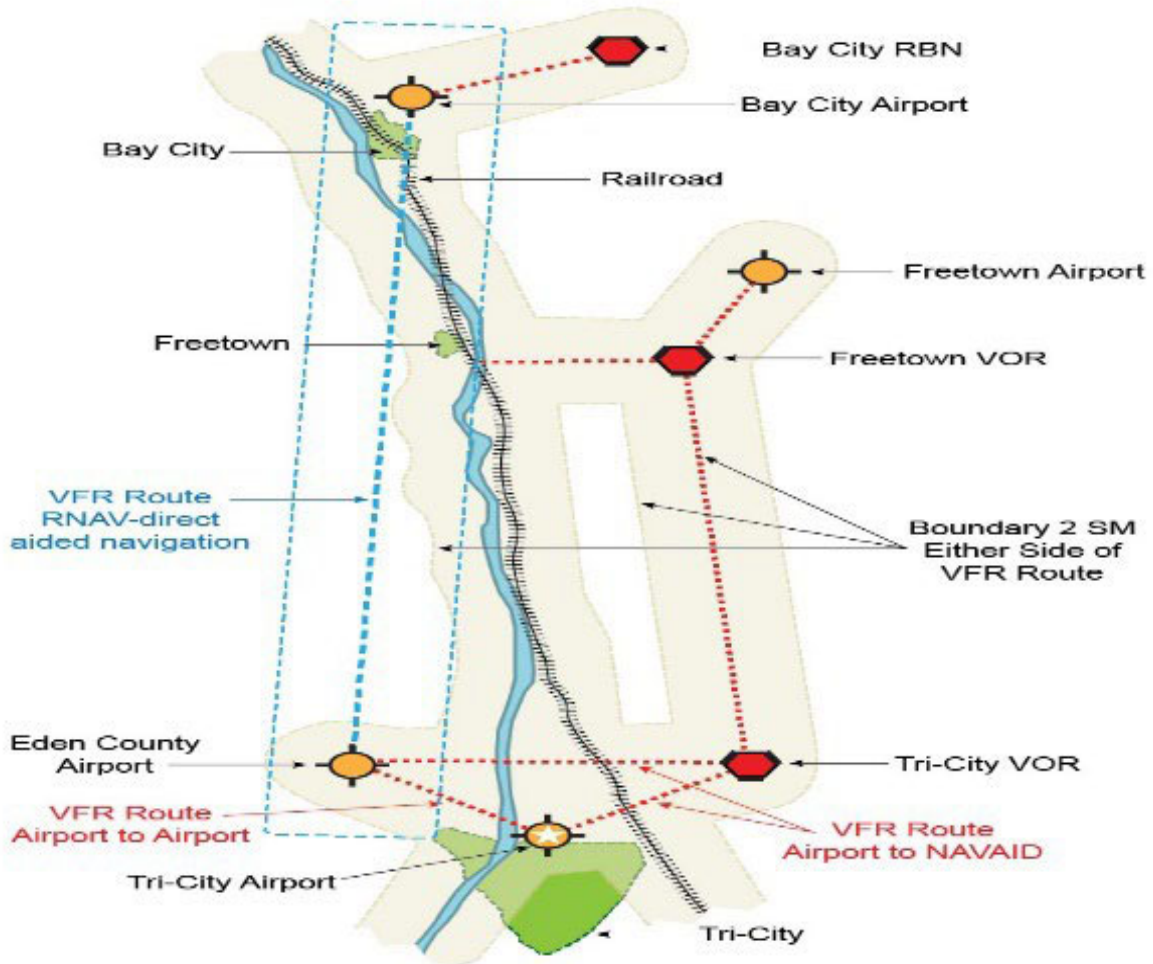 Bay City RBN
Bay City Airport
Bay City
Railroad
Freetown Airport
Freetown
Freetown VOR
VFR Route
RNAV-direct
aided navigation
Boundary 2 SM
Either Side of
VFR Route
Eden County
Airport
Tri-City VOR
VFR Route
Airport to Airport
VFR Route
Airport to NAVAID
Tri-City Airport
Tri-City